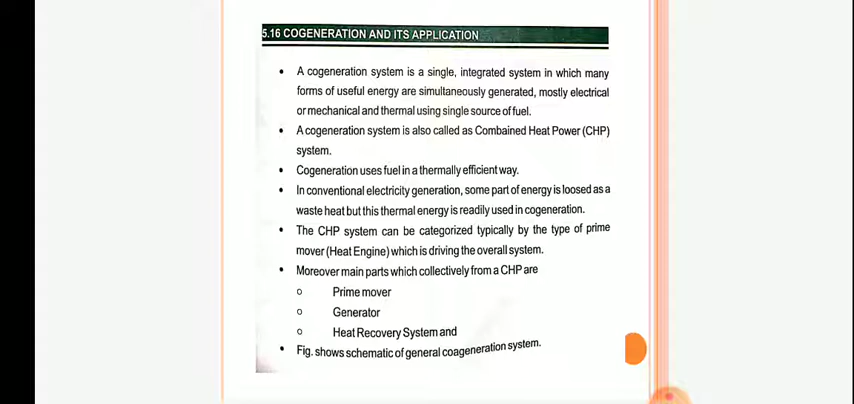 5.16 COGENERATION AND ITS APPLICATION
• A cogeneration system is a single, integrated system in which many
forms of useful energy are simultaneously generated, mostly electrical
or mechanical and thermal using single source of fuel.
• A cogeneration system is also called as Combained Heat Power (CHP)
system.
• Cogeneration uses fuel in a thermally efficient way.
• In conventional electricity generation, some part of energy is loosed as a
waste heat but this thermal energy is readily used in cogeneration.
• The CHP system can be categorized typically by the type of prime
mover (Heat Engine) which is driving the overall system.
• Moreover main parts which collectively from a CHP are
o Prime mover
o Generator
o Heat Recovery System and
• Fig. shows schematic of general coageneration system.